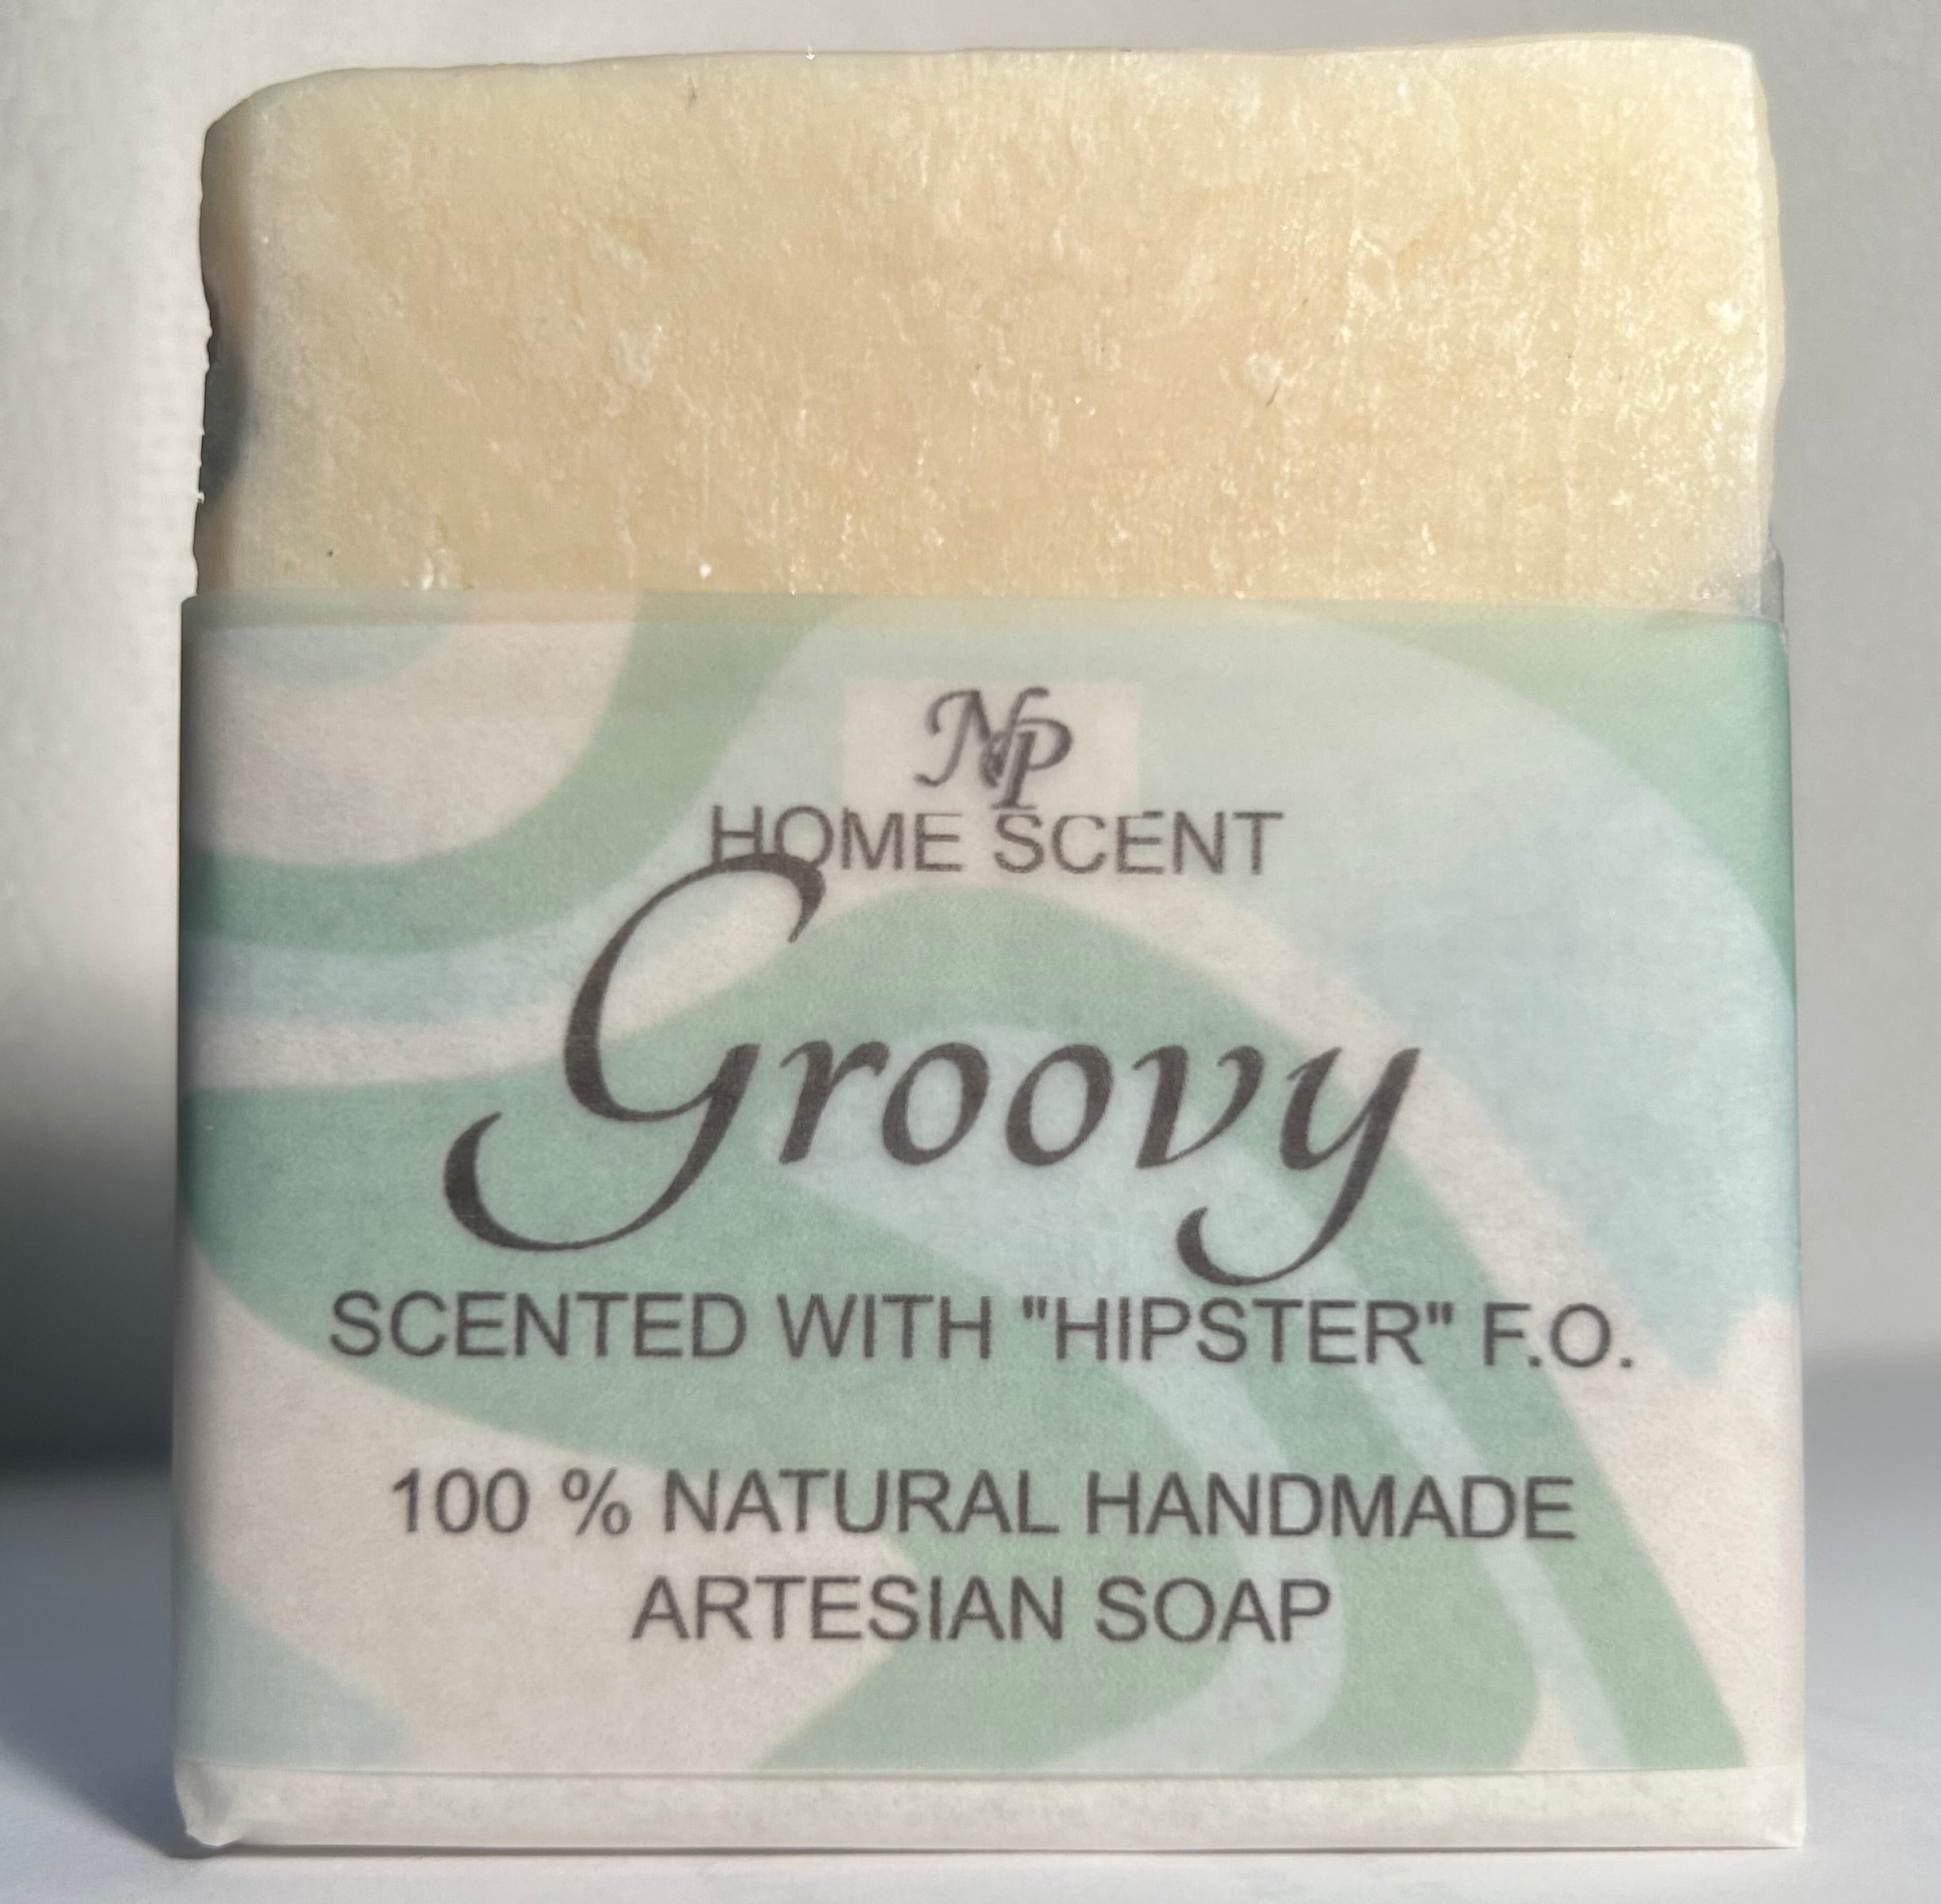 NP
HOME SCENT
Groovy
SCENTED WITH "HIPSTER" F.O.
100 % NATURAL HANDMADE
ARTESIAN SOAP